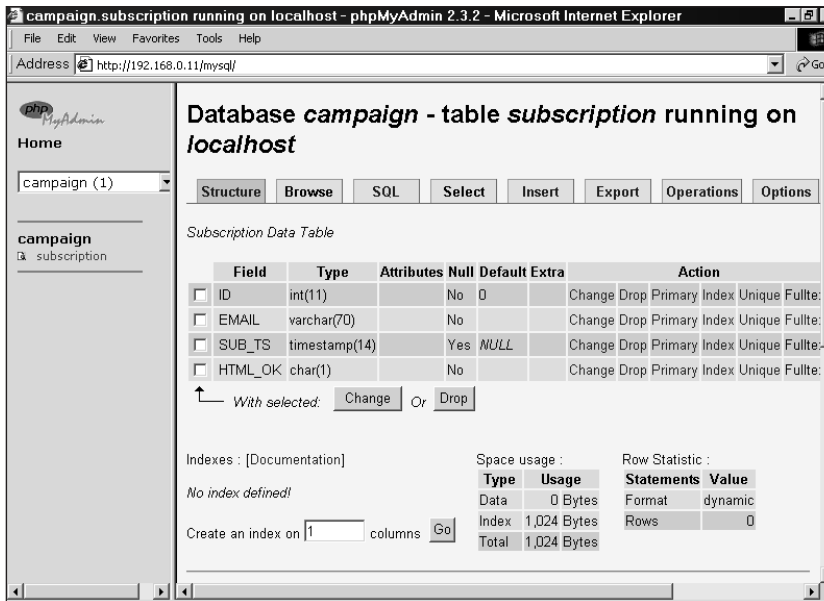 campaign.subscription running on localhost - phpMyAdmin 2.3.2 - Microsoft Internet Explorer
File Edit View Favorites Tools Help
Address http://192.168.0.11/mysql/ Go
php
MyAdmin
Home
campaign (1)
campaign
subscription
Database campaign - table subscription running on
localhost
Structure Browse SQL Select Insert Export Operations Options
Subscription Data Table
Field Type Attributes Null Default Extra Action
ID int(11) No 0 Change Drop Primary Index Unique Fullte
EMAIL varchar(70) No Change Drop Primary Index Unique Fullte
SUB_TS timestamp(14) Yes NULL Change Drop Primary Index Unique Fullte
HTML_OK char(1) No Change Drop Primary Index Unique Fullte
With selected: Change Or Drop
Indexes : [Documentation]
No index defined!
Create an index on 1 columns Go
Space usage :
Type Usage
Data 0 Bytes
Index 1,024 Bytes
Total 1,024 Bytes
Row Statistic :
Statements Value
Format dynamic
Rows 0